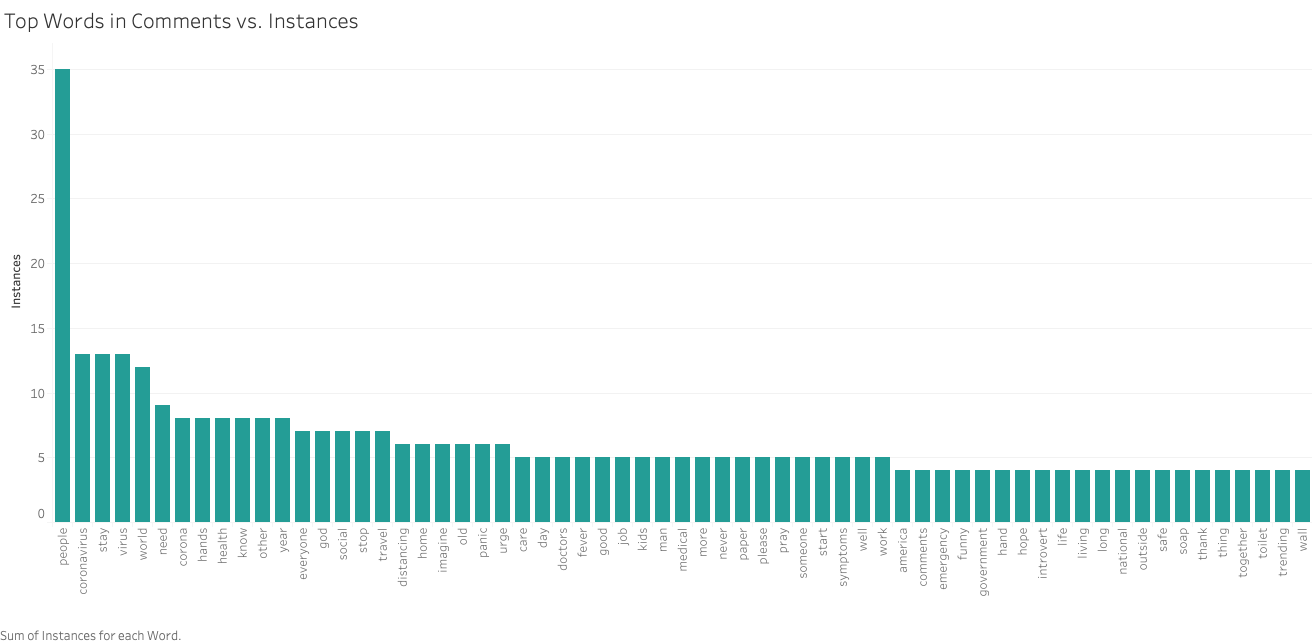 Top Words in Comments vs. Instances
35
30
25
20
15
10
5
0
Instances
people
coronavirus
stay
virus
world
need
corona
hands
health
know
other
year
everyone
god
social
stop
travel
distancing
home
imagine
old
panic
urge
care
day
doctors
fever
good
job
kids
man
medical
more
never
paper
please
pray
someone
start
symptoms
well
work
america
comments
emergency
funny
government
hand
hope
introvert
life
living
long
national
outside
safe
soap
thank
thing
together
toilet
trending
wall
Sum of Instances for each Word.